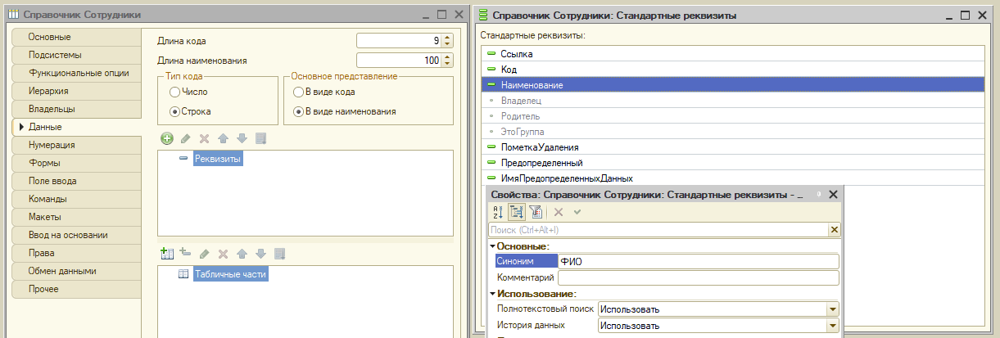 Справочник Сотрудники
Основные
Подсистемы
Функциональные опции
Иерархия
Владельцы
Данные
Нумерация
Формы
Поле ввода
Команды
Макеты
Ввод на основании
Права
Обмен данными
Прочее
Длина кода 9
Длина наименования 100
Тип кода
Число
Строка
Основное представление
В виде кода
В виде наименования
Реквизиты
Табличные части
Справочник Сотрудники: Стандартные реквизиты
Стандартные реквизиты:
Ссылка
Код
Наименование
Владелец
Родитель
ЭтоГруппа
ПометкаУдаления
Предопределенный
ИмяПредопределенныхДанных
Свойства: Справочник Сотрудники: Стандартные реквизиты - ...
Поиск (Ctrl+Alt+I)
Основные:
Синоним ФИО
Комментарий
Использование:
Полнотекстовый поиск Использовать
История данных Использовать